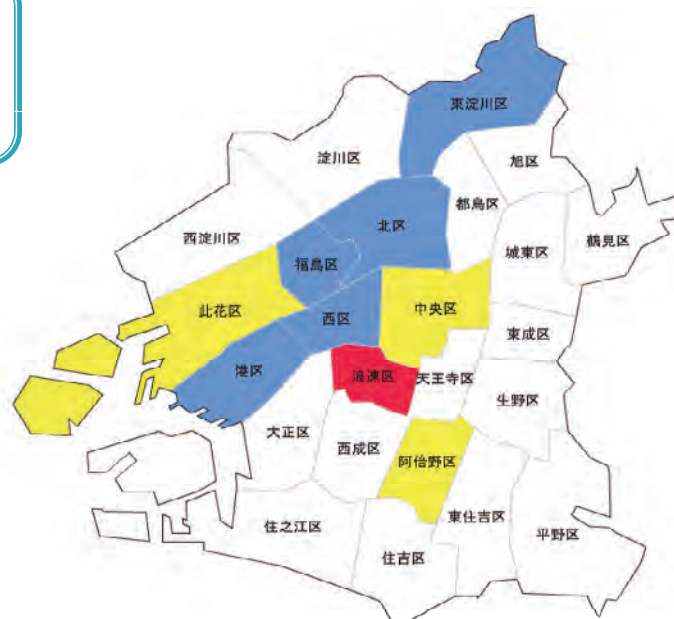 東淀川区
淀川区
旭区
都島区
北区
西淀川区
城東区
鶴見区
福島区
此花区
西区
中央区
東成区
港区
浪速区
天王寺区
生野区
大正区
西成区
阿倍野区
住之江区
東住吉区
平野区
住吉区